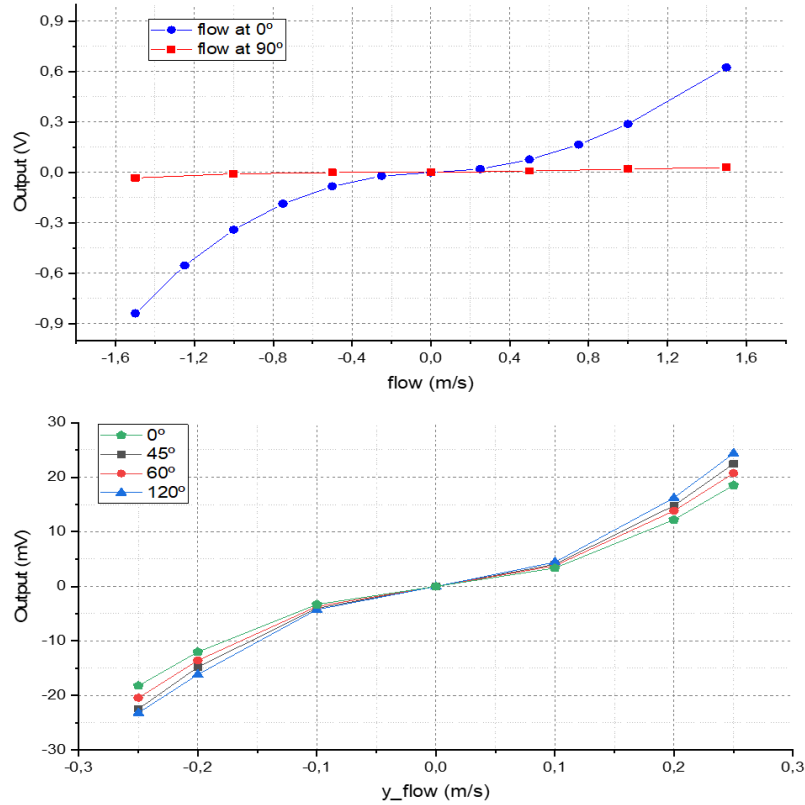 flow at 0º
flow at 90º
Output (V)
0,9
0,6
0,3
0,0
-0,3
-0,6
-0,9
-1,6 -1,2 -0,8 -0,4 0,0 0,4 0,8 1,2 1,6
flow (m/s)
0º
45º
60º
120º
Output (mV)
30
20
10
0
-10
-20
-30
-0,3 -0,2 -0,1 0,0 0,1 0,2 0,3
y_flow (m/s)